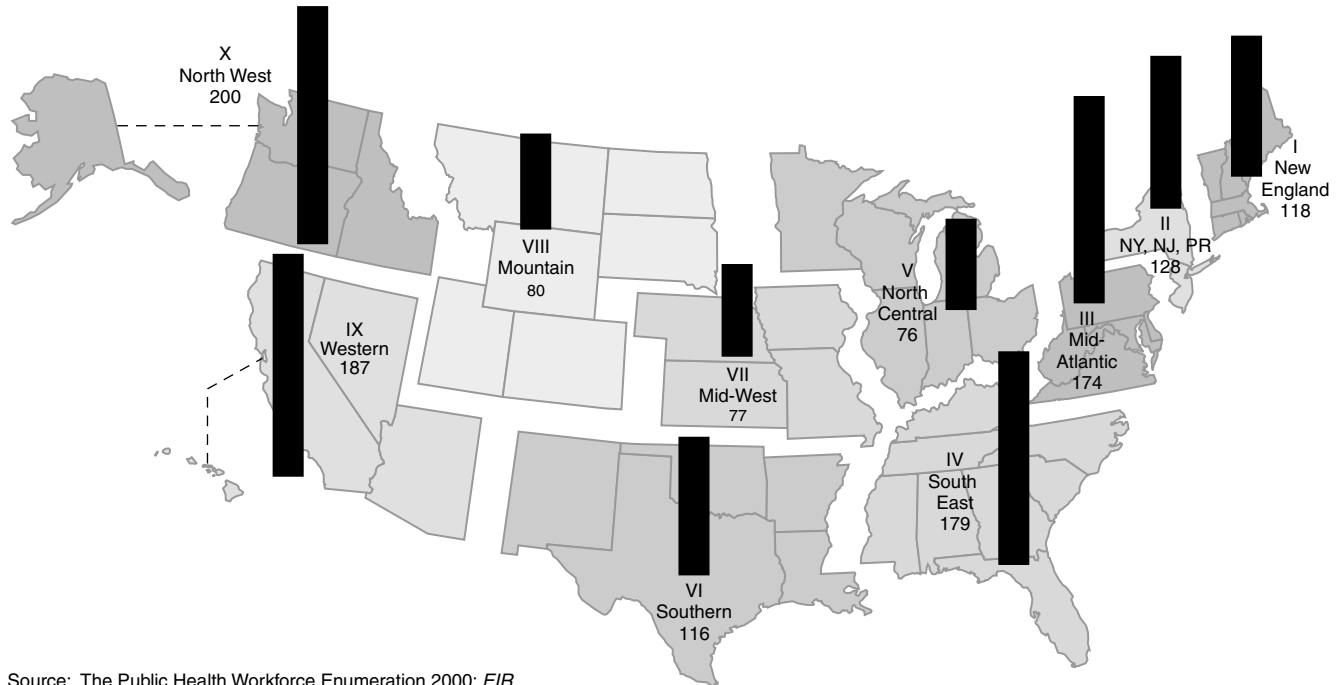 X
North West
200
VIII
Mountain
80
IX
Western
187
VII
Mid-West
77
V
North
Central
76
I
New
England
118
II
NY, NJ, PR
128
III
Mid-
Atlantic
174
IV
South
East
179
VI
Southern
116
Source: The Public Health Workforce Enumeration 2000; EIR